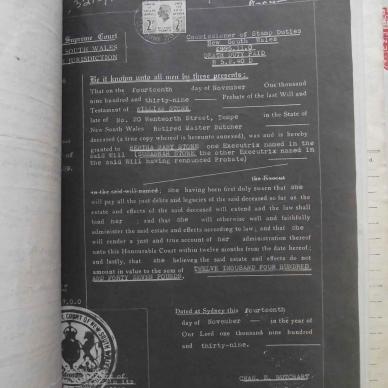 Supreme Court
SOUTH WALES
JURISDICTION
Commissioner of Stamp Duties
New South Wales
DEATH DUTY PAID
Be it known unto all men by these presents:
That on the fourteenth day of November One thousand
nine hundred and thirty-nine Probate of the last Will and
Testament of WILLIAM STONE
late of No. 20 Wentworth Street, Tempe in the State of
New South Wales Retired Master Butcher
deceased (a true copy whereof is hereunto annexed), was and is hereby
granted to BERTHA MARY STONE one Executrix named in the
said Will ( STONE the other Executrix named in
the said Will having renounced Probate)
the Execut
in the said will named; she having been first duly sworn that she
will pay all the just debts and legacies of the said deceased so far as the
estate and effects of the said deceased will extend and the law shall
bind her; and that she will otherwise well and faithfully
administer the said estate and effects according to law; and that she
will render a just and true account of her administration thereof
unto this Honourable Court within twelve months from the date hereof;
and lastly, that she believes the said estate and effects do not
amount in value to the sum of TWELVE THOUSAND FOUR HUNDRED
AND FORTY SEVEN POUNDS.
Dated at Sydney this fourteenth
day of November in the year of
Our Lord one thousand nine hundred
and thirty-nine.
CHAS. E. BUTCHART